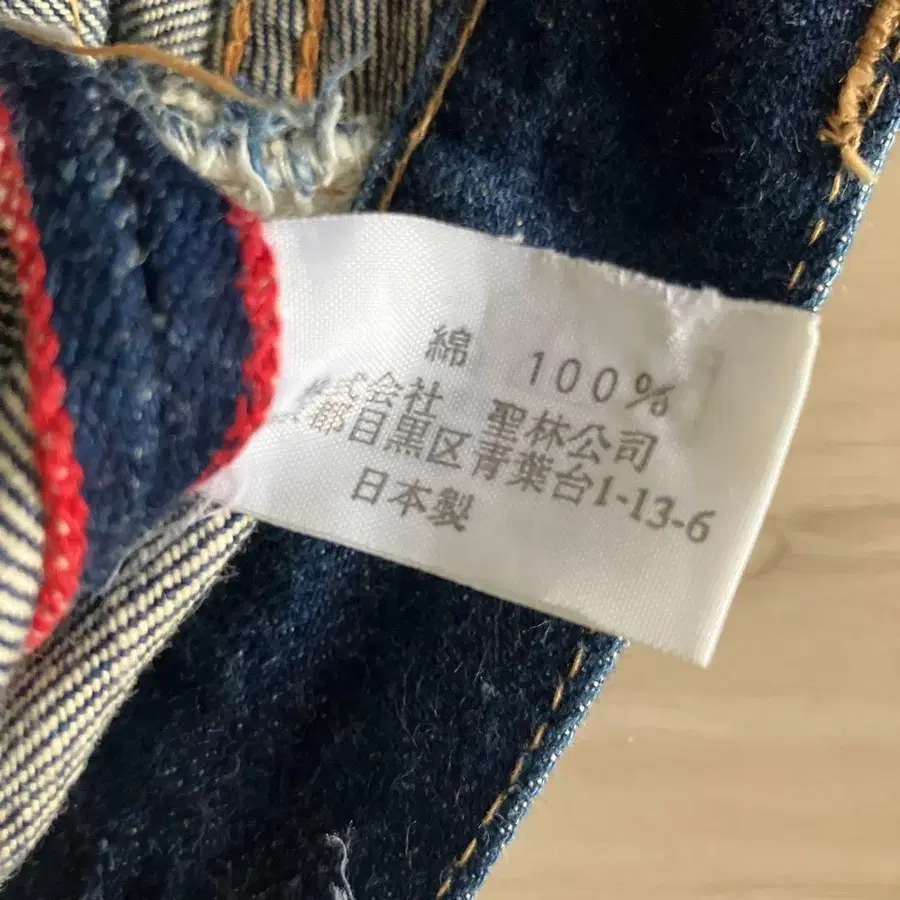 綿 100%
株式会社 聖林公司
都目黒区青葉台1-13-6
日本製